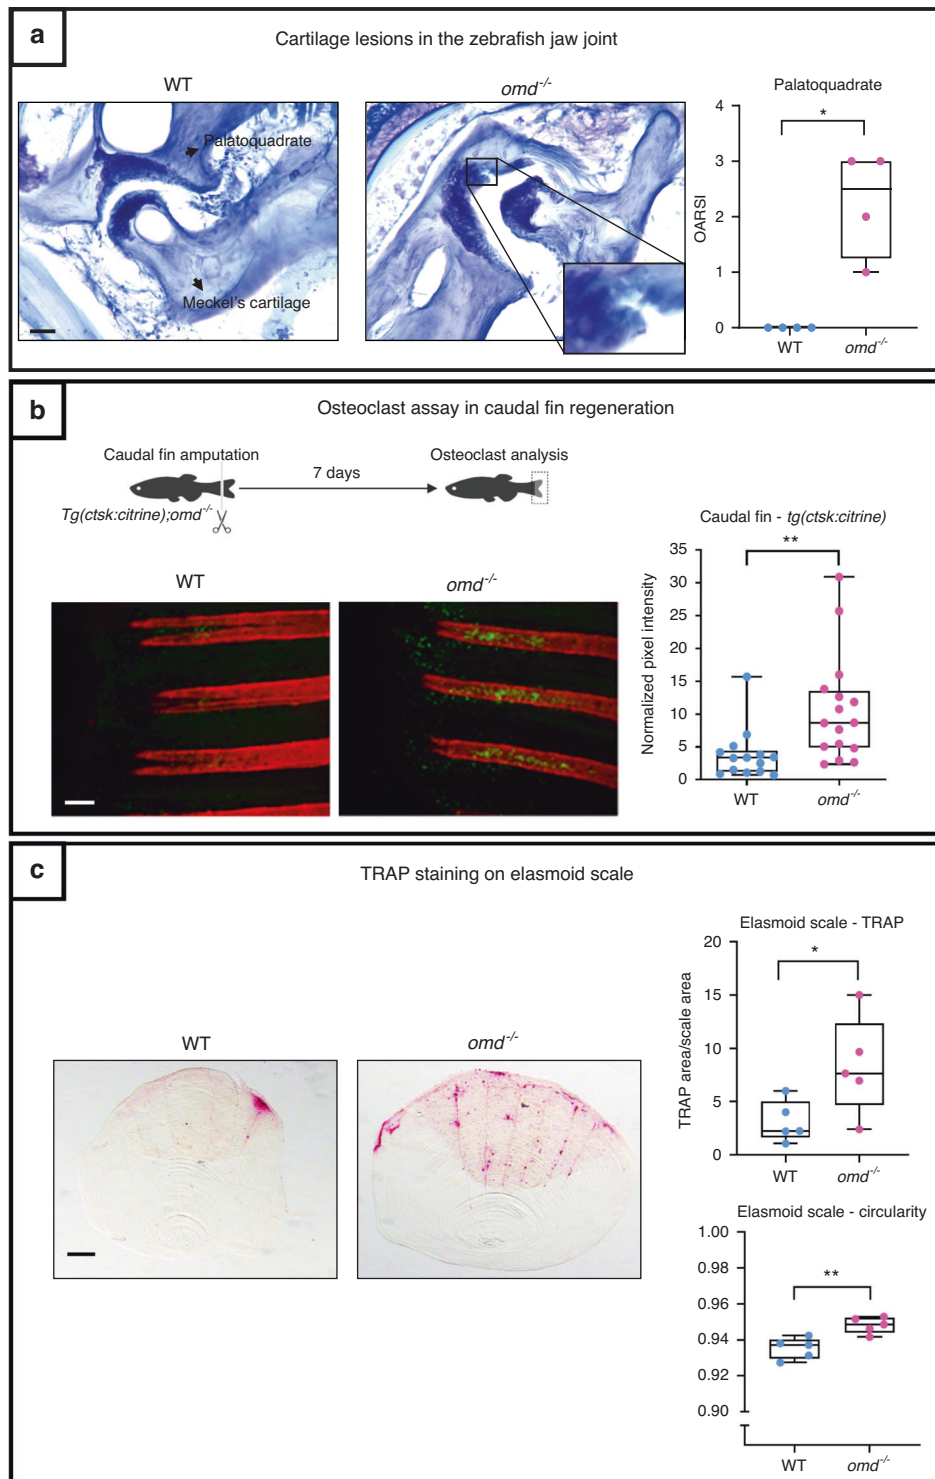 a
Cartilage lesions in the zebrafish jaw joint
WT
omd-/-
Palatoquadrate
Meckel's cartilage
Palatoquadrate
*
OARSI
4
3
2
1
0
WT
omd-/-
b
Osteoclast assay in caudal fin regeneration
Caudal fin amputation
7 days
Osteoclast analysis
Tg(ctsk:citrine);omd-/-
WT
omd-/-
Caudal fin - tg(ctsk:citrine)
**
Normalized pixel intensity
35
30
25
20
15
10
5
0
WT
omd-/-
c
TRAP staining on elasmoid scale
WT
omd-/-
Elasmoid scale - TRAP
*
TRAP area/scale area
20
15
10
5
0
WT
omd-/-
Elasmoid scale - circularity
**
1.00
0.98
0.96
0.94
0.92
0.90
WT
omd-/-